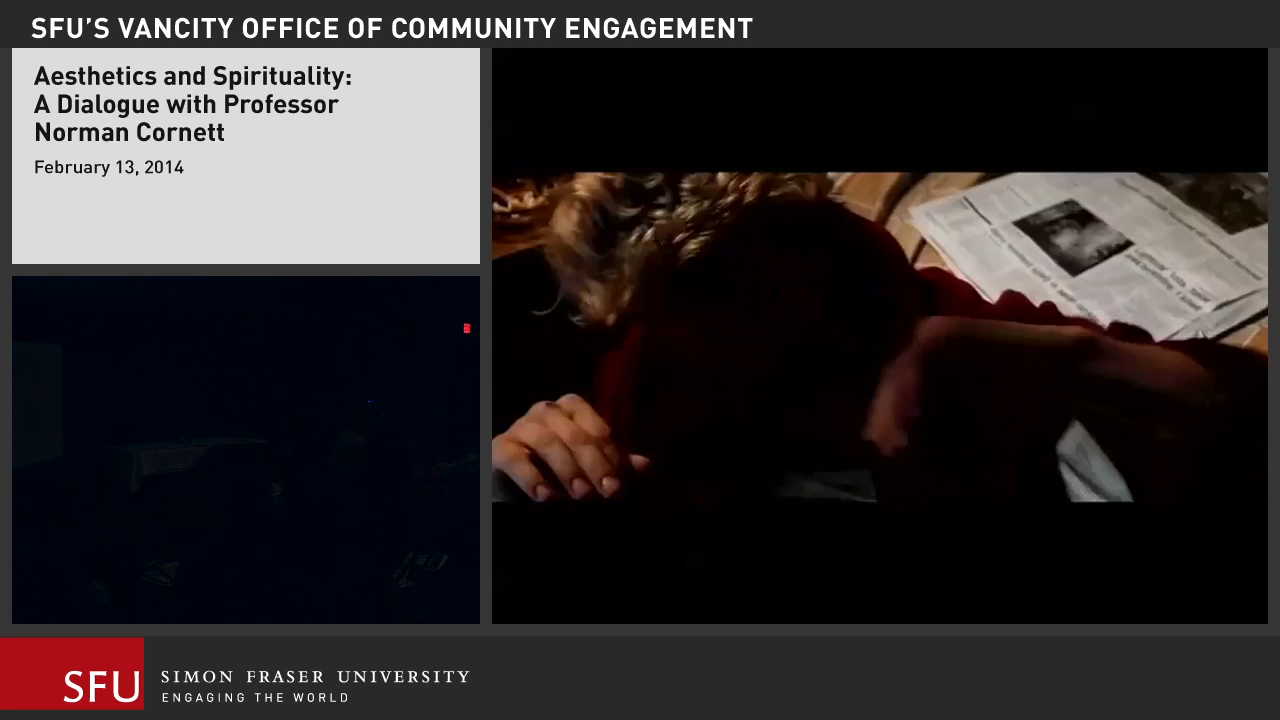 SFU'S VANCITY OFFICE OF COMMUNITY ENGAGEMENT
Aesthetics and Spirituality:
A Dialogue with Professor
Norman Cornett
February 13, 2014
SFU
SIMON FRASER UNIVERSITY
ENGAGING THE WORLD